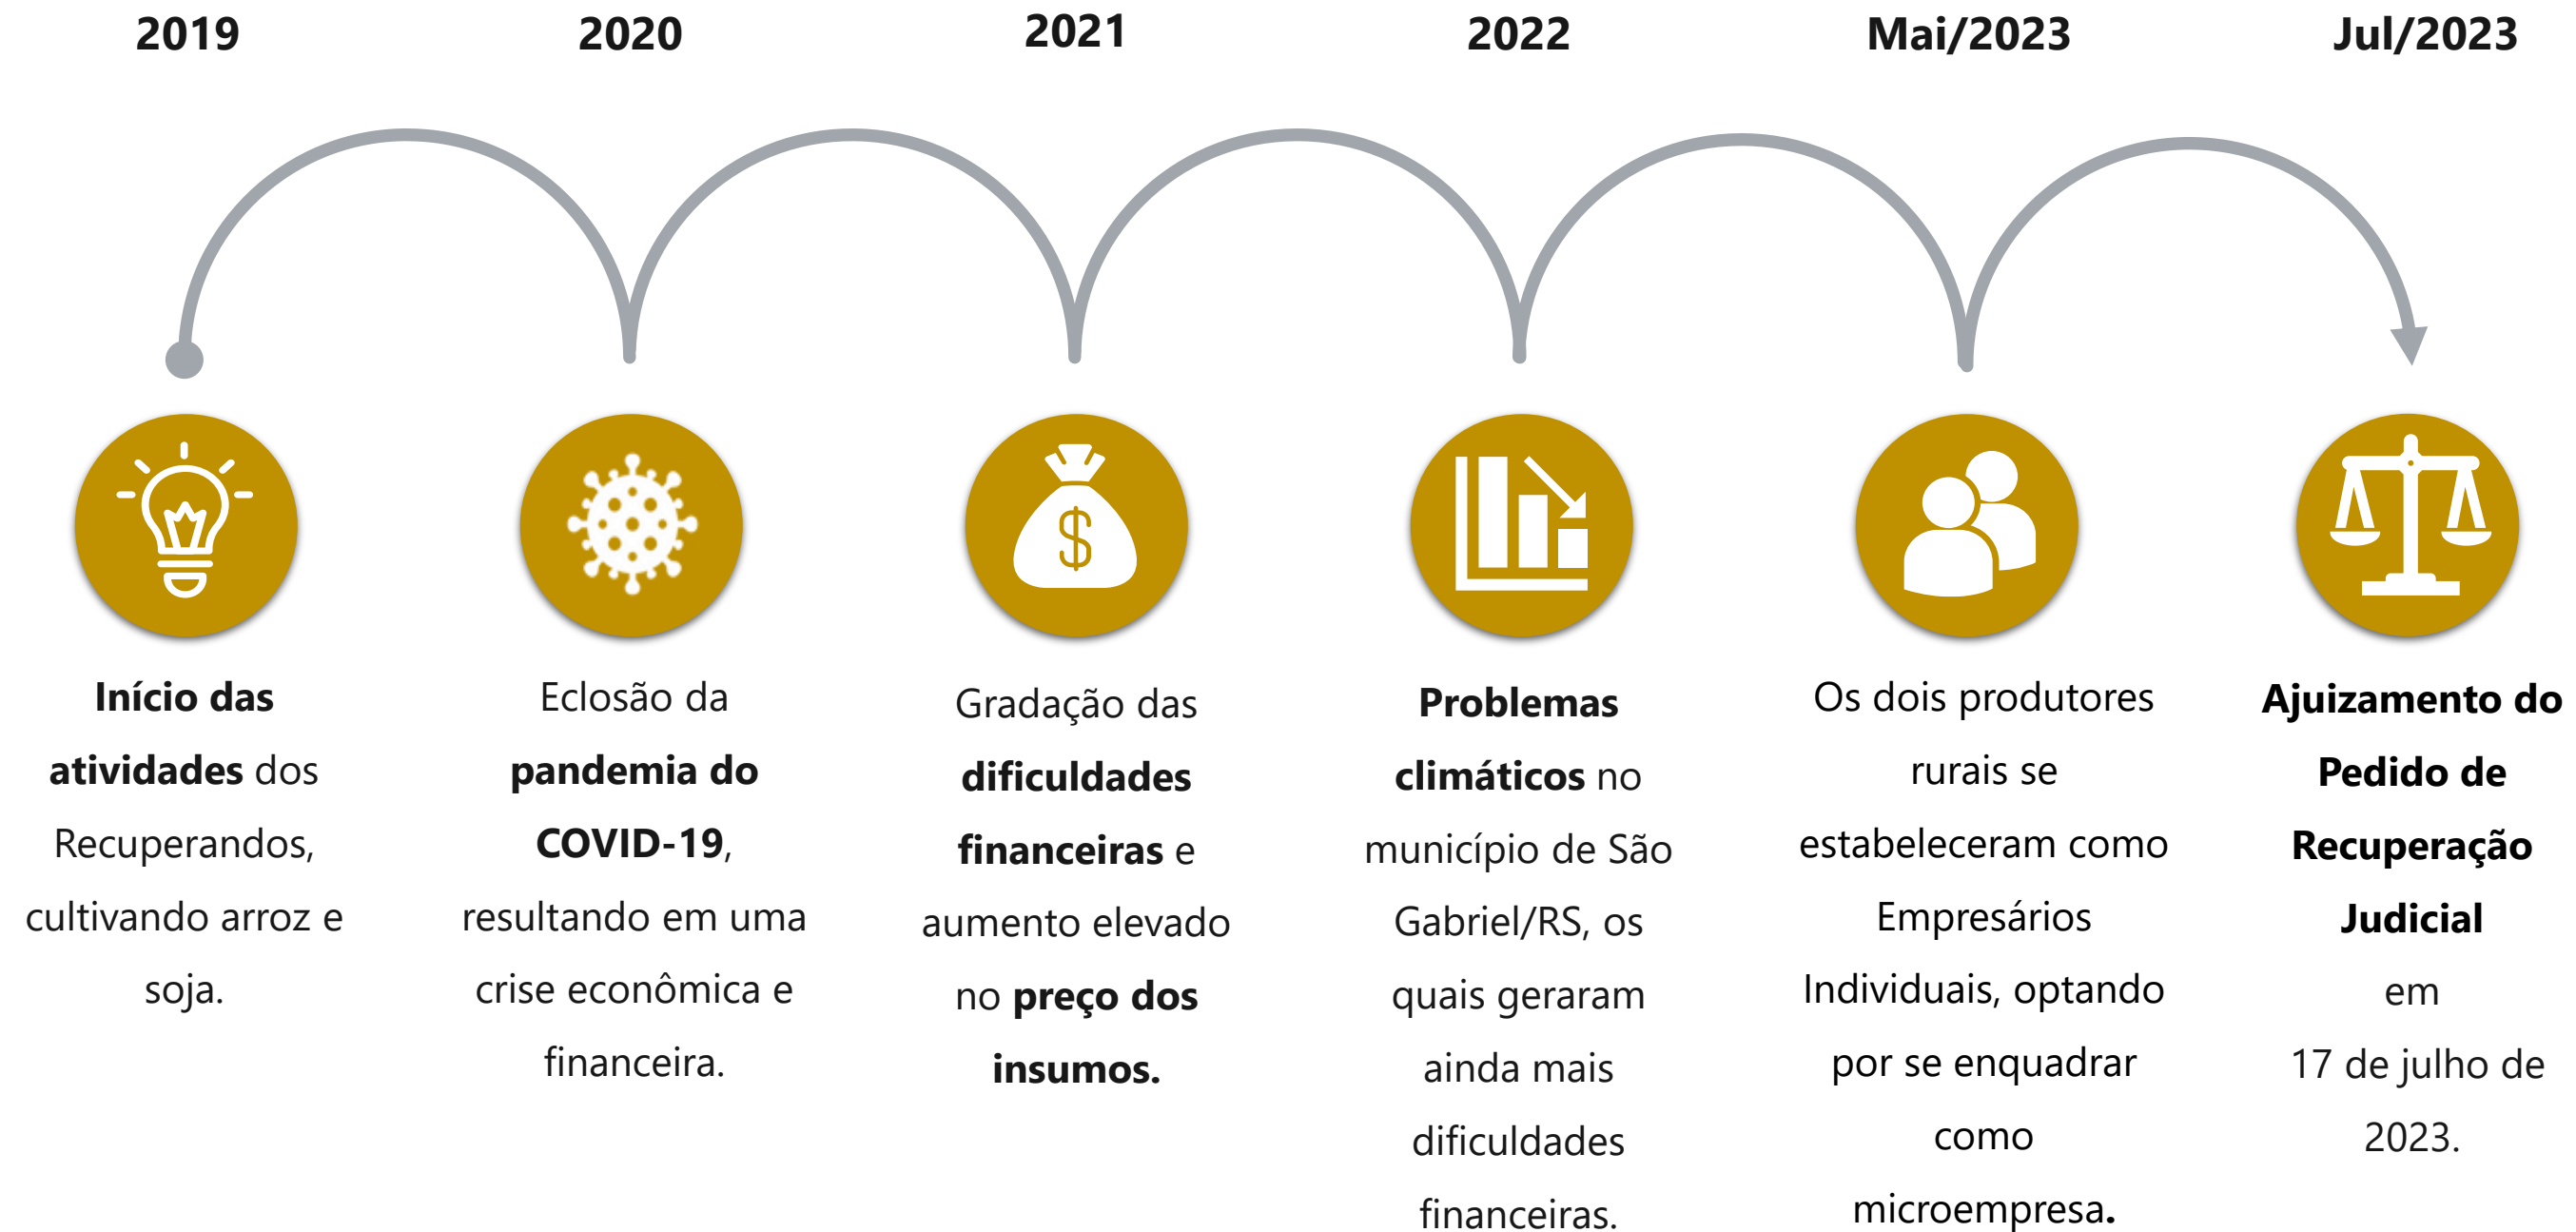 2019
2020
2021
2022
Mai/2023
Jul/2023
$
Início das
atividades dos
Recuperandos,
cultivando arroz e
soja.
Eclosão da
pandemia do
COVID-19,
resultando em uma
crise econômica e
financeira.
Gradação das
dificuldades
financeiras e
aumento elevado
no preço dos
insumos.
Problemas
climáticos no
município de São
Gabriel/RS, os
quais geraram
ainda mais
dificuldades
financeiras.
Os dois produtores
rurais se
estabeleceram como
Empresários
Individuais, optando
por se enquadrar
como
microempresa.
Ajuizamento do
Pedido de
Recuperação
Judicial
em
17 de julho de
2023.